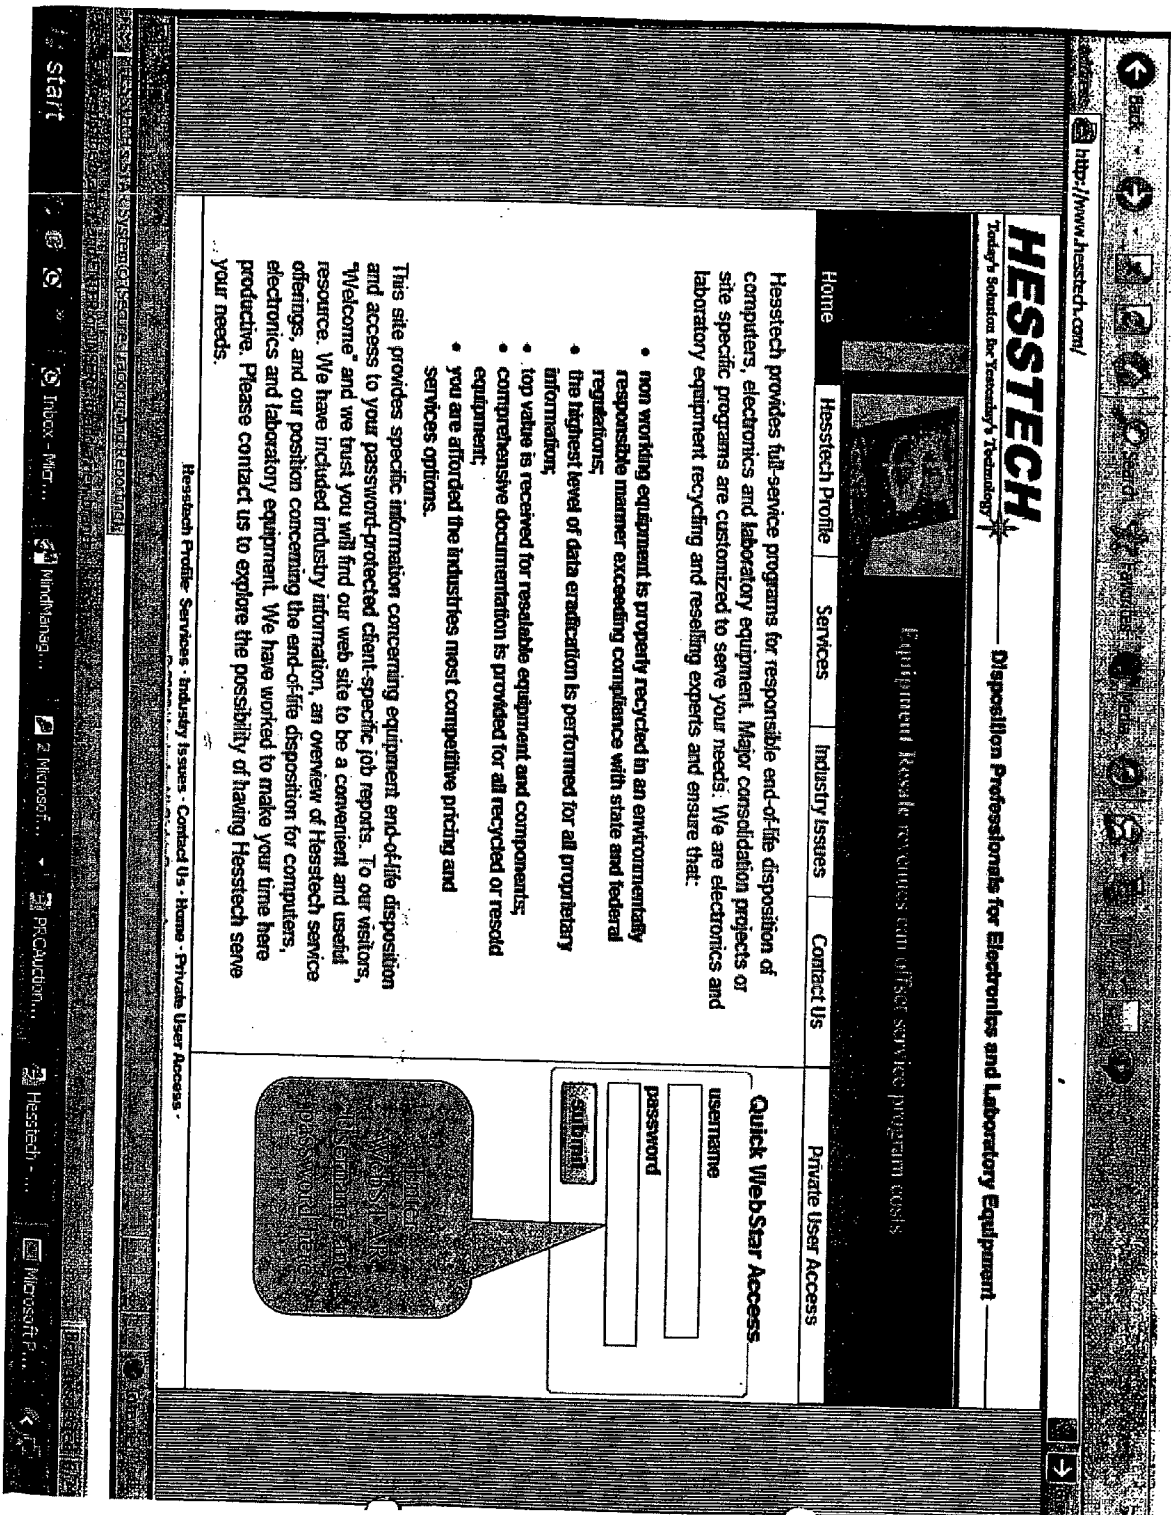 Back
Search
Favorites
Media
Address
http://www.hesstech.com/
HESSTECH
Today's Solution for Yesterday's Technology
Disposition Professionals for Electronics and Laboratory Equipment
Equipment Resale revenues can offset service program costs
Home
Hesstech Profile
Services
Industry Issues
Contact Us
Private User Access
Hesstech provides full-service programs for responsible end-of-life disposition of
computers, electronics and laboratory equipment. Major consolidation projects or
site specific programs are customized to serve your needs. We are electronics and
laboratory equipment recycling and reselling experts and ensure that:
• non working equipment is properly recycled in an environmentally
responsible manner exceeding compliance with state and federal
regulations;
• the highest level of data eradication is performed for all proprietary
information;
• top value is received for resalable equipment and components;
• comprehensive documentation is provided for all recycled or resold
equipment;
• you are afforded the industries most competitive pricing and
services options.
This site provides specific information concerning equipment end-of-life disposition
and access to your password-protected client-specific job reports. To our visitors,
"Welcome" and we trust you will find our web site to be a convenient and useful
resource. We have included industry information, an overview of Hesstech service
offerings, and our position concerning the end-of-life disposition for computers,
electronics and laboratory equipment. We have worked to make your time here
productive. Please contact us to explore the possibility of having Hesstech serve
your needs.
Quick WebStar Access
username
password
submit
Enter
WebSTAR
Username and
password here
Hesstech Profile · Services · Industry Issues · Contact Us · Home · Private User Access ·
start
Inbox - Micr...
MindManag...
2 Microsof...
PRCAuction...
Hesstech - ...
Microsoft P...